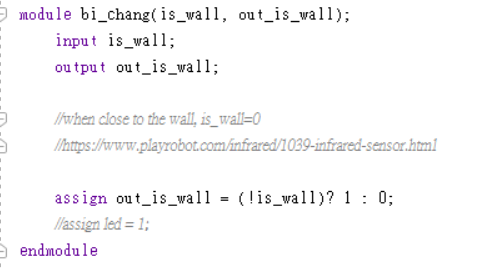 module bi_chang(is_wall, out_is_wall);
input is_wall;
output out_is_wall;
//when close to the wall, is_wall=0
//https://www.playrobot.com/infrared/1039-infrared-sensor.html
assign out_is_wall = (!is_wall)? 1 : 0;
//assign led = 1;
endmodule